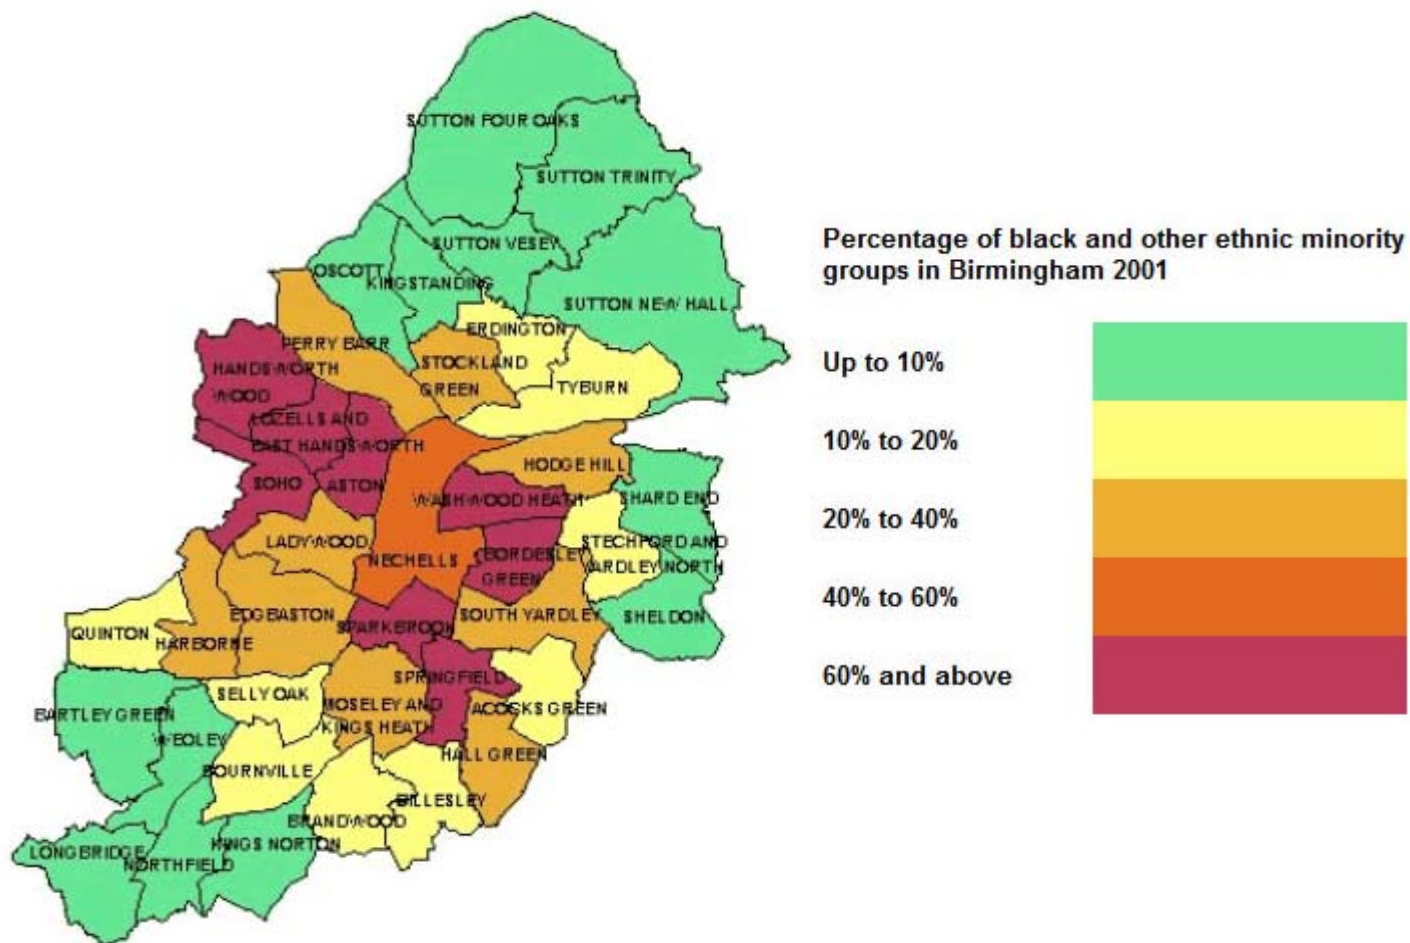 SUTTON FOUR OAKS
SUTTON TRINITY
SUTTON VESEY
OSCOTT
KINGSTANDING
SUTTON NEW HALL
ERDINGTON
PERRY BARR
STOCKLAND
GREEN
TYBURN
HANDSWORTH
WOOD
LOZELLS AND
EAST HANDSWORTH
HODGE HILL
SOHO
ASTON
WASHWOOD HEATH
SHARD END
LADYWOOD
STECHFORD AND
YARDLEY NORTH
NECHELLS
BORDESLEY
GREEN
EDGBASTON
SPARKBROOK
SOUTH YARDLEY
SHELDON
QUINTON
HARBORNE
SPRINGFIELD
SELLY OAK
MOSELEY AND
KINGS HEATH
ACOCKS GREEN
BARTLEY GREEN
WEOLEY
HALL GREEN
BOURNVILLE
BILLESLEY
BRANDWOOD
KINGS NORTON
LONGBRIDGE
NORTHFIELD
Percentage of black and other ethnic minority
groups in Birmingham 2001
Up to 10%
10% to 20%
20% to 40%
40% to 60%
60% and above